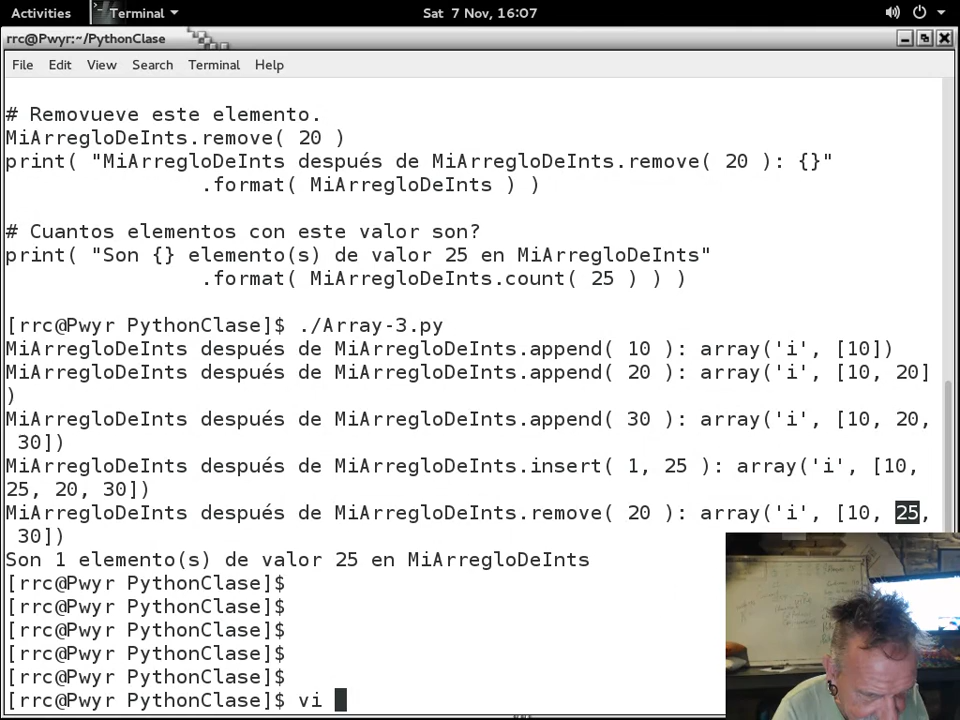 Activities Terminal Sat 7 Nov, 16:07
rrc@Pwyr:~/PythonClase
File Edit View Search Terminal Help
# Removueve este elemento.
MiArregloDeInts.remove( 20 )
print( "MiArregloDeInts después de MiArregloDeInts.remove( 20 ): {}"
.format( MiArregloDeInts ) )
# Cuantos elementos con este valor son?
print( "Son {} elemento(s) de valor 25 en MiArregloDeInts"
.format( MiArregloDeInts.count( 25 ) ) )
[rrc@Pwyr PythonClase]$ ./Array-3.py
MiArregloDeInts después de MiArregloDeInts.append( 10 ): array('i', [10])
MiArregloDeInts después de MiArregloDeInts.append( 20 ): array('i', [10, 20]
)
MiArregloDeInts después de MiArregloDeInts.append( 30 ): array('i', [10, 20,
30])
MiArregloDeInts después de MiArregloDeInts.insert( 1, 25 ): array('i', [10,
25, 20, 30])
MiArregloDeInts después de MiArregloDeInts.remove( 20 ): array('i', [10, 25,
30])
Son 1 elemento(s) de valor 25 en MiArregloDeInts
[rrc@Pwyr PythonClase]$
[rrc@Pwyr PythonClase]$
[rrc@Pwyr PythonClase]$
[rrc@Pwyr PythonClase]$
[rrc@Pwyr PythonClase]$
[rrc@Pwyr PythonClase]$ vi